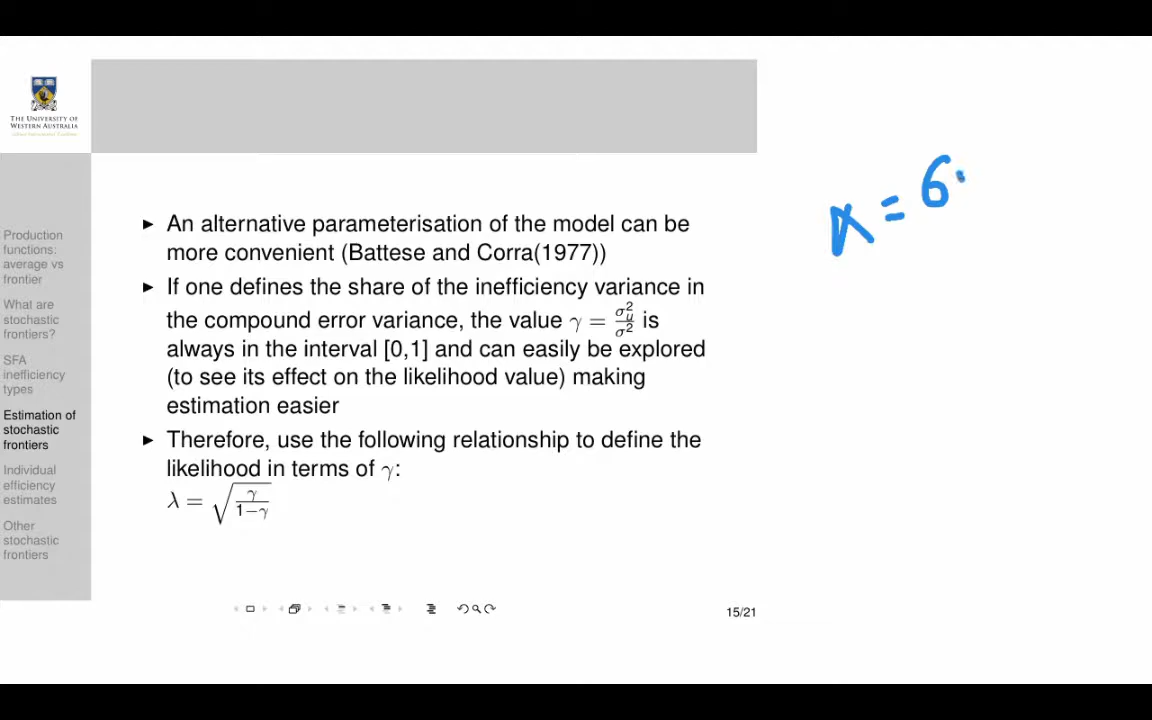 THE UNIVERSITY OF
WESTERN AUSTRALIA
Production
functions:
average vs
frontier
What are
stochastic
frontiers?
SFA
inefficiency
types
Estimation of
stochastic
frontiers
Individual
efficiency
estimates
Other
stochastic
frontiers
► An alternative parameterisation of the model can be
more convenient (Battese and Corra(1977))
► If one defines the share of the inefficiency variance in
the compound error variance, the value γ = σ²ᵤ/σ² is
always in the interval [0,1] and can easily be explored
(to see its effect on the likelihood value) making
estimation easier
► Therefore, use the following relationship to define the
likelihood in terms of γ:
λ = √(γ/(1−γ))
15/21
λ = 6